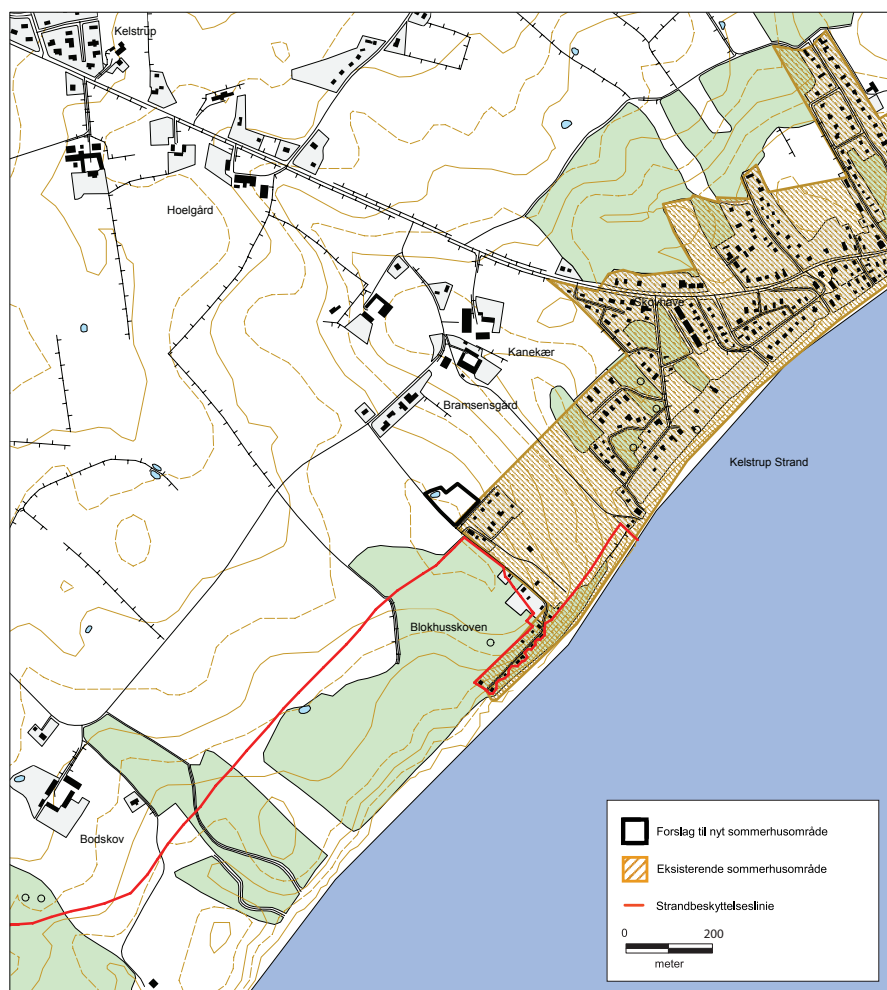 Kelstrup
Hoelgård
Skovhave
Kanekær
Bramsensgård
Kelstrup Strand
Blokhusskoven
Bodskov
Forslag til nyt sommerhusområde
Eksisterende sommerhusområde
Strandbeskyttelseslinie
0 200
meter